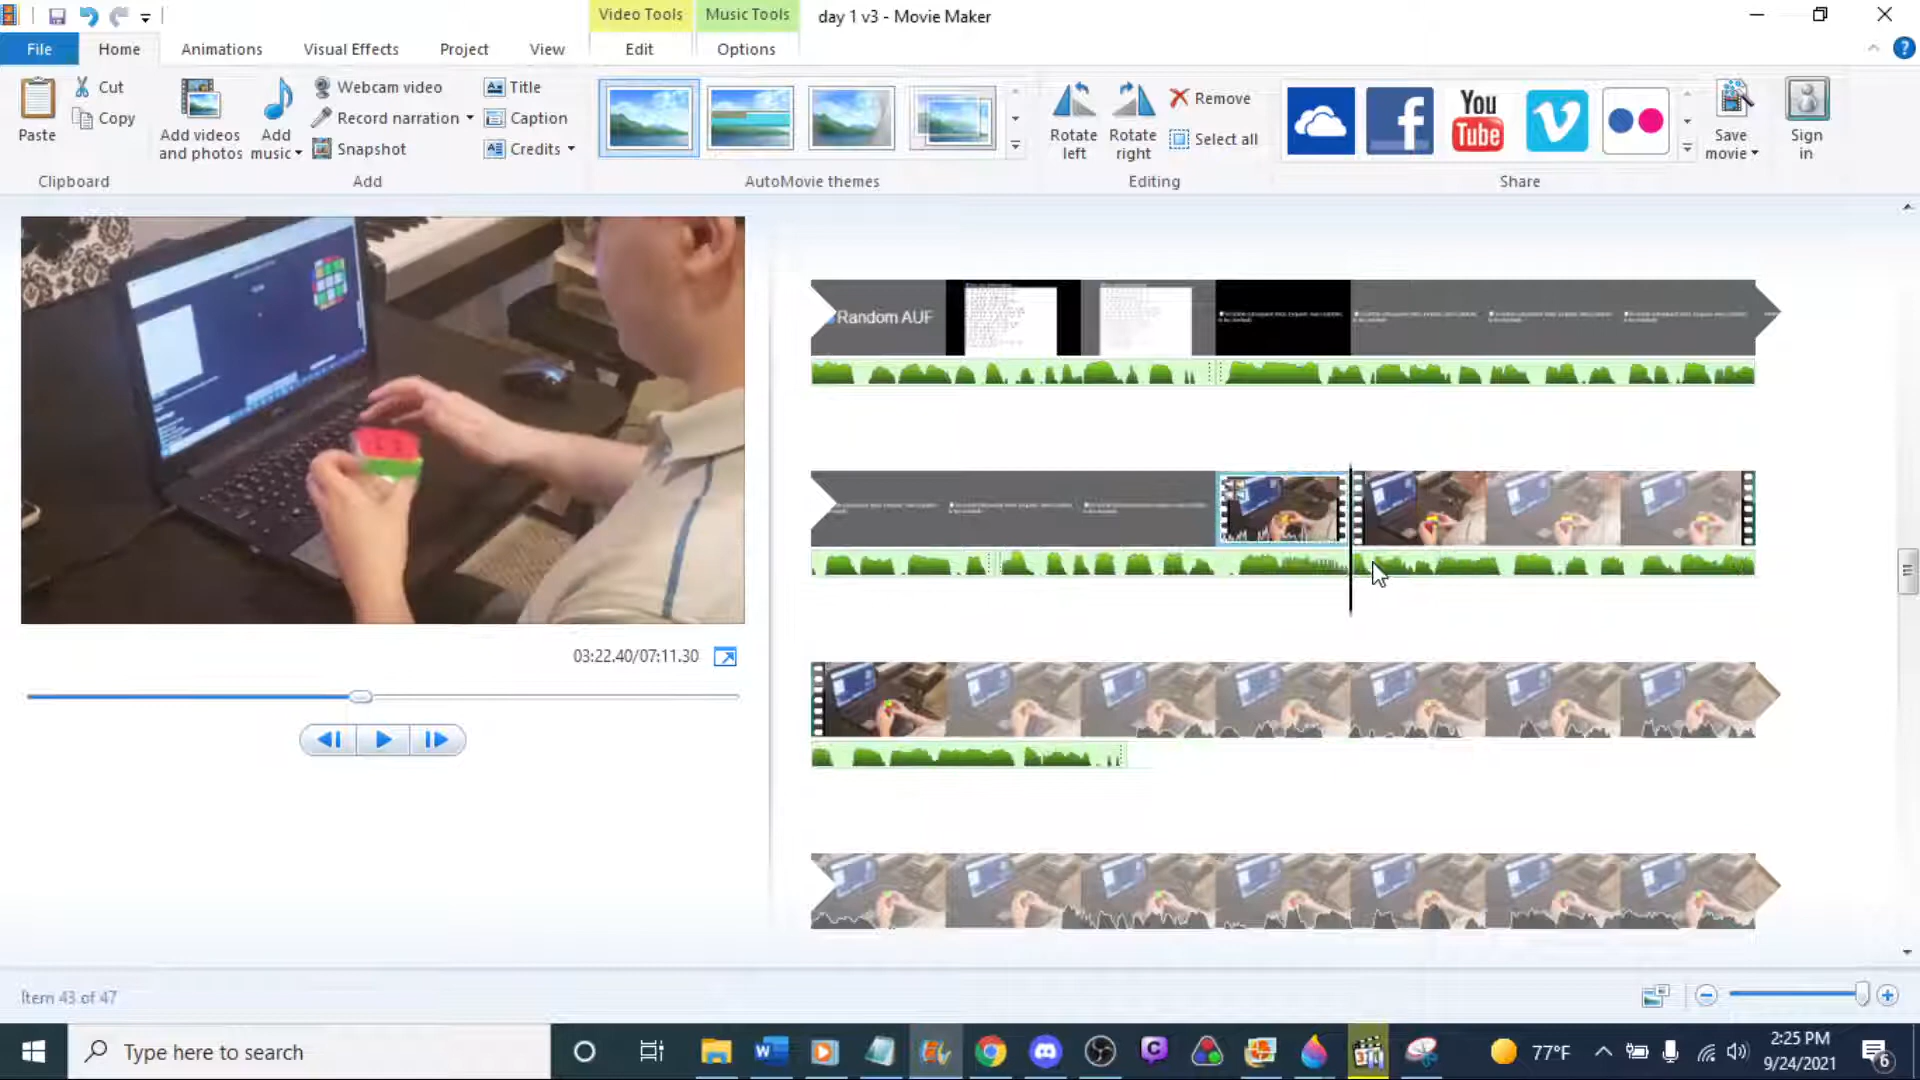 Video Tools
Music Tools
day 1 v3 - Movie Maker
File
Home
Animations
Visual Effects
Project
View
Edit
Options
Paste
Cut
Copy
Clipboard
Add videos
and photos
Add
music
Webcam video
Record narration
Snapshot
Title
Caption
Credits
Add
AutoMovie themes
Rotate
left
Rotate
right
Remove
Select all
Editing
You
Tube
Share
Save
movie
Sign
in
Random AUF
03:22.40/07:11.30
Item 43 of 47
Type here to search
77°F
2:25 PM
9/24/2021
6